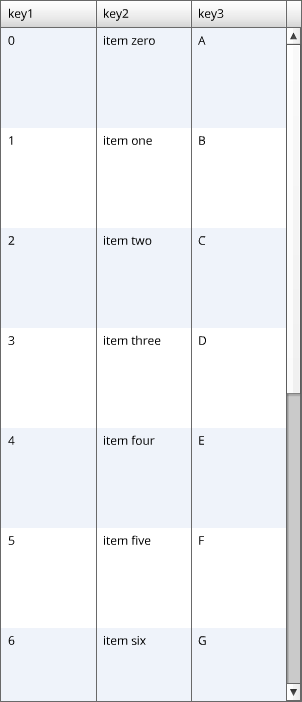 key1 key2 key3
0 item zero A
1 item one B
2 item two C
3 item three D
4 item four E
5 item five F
6 item six G